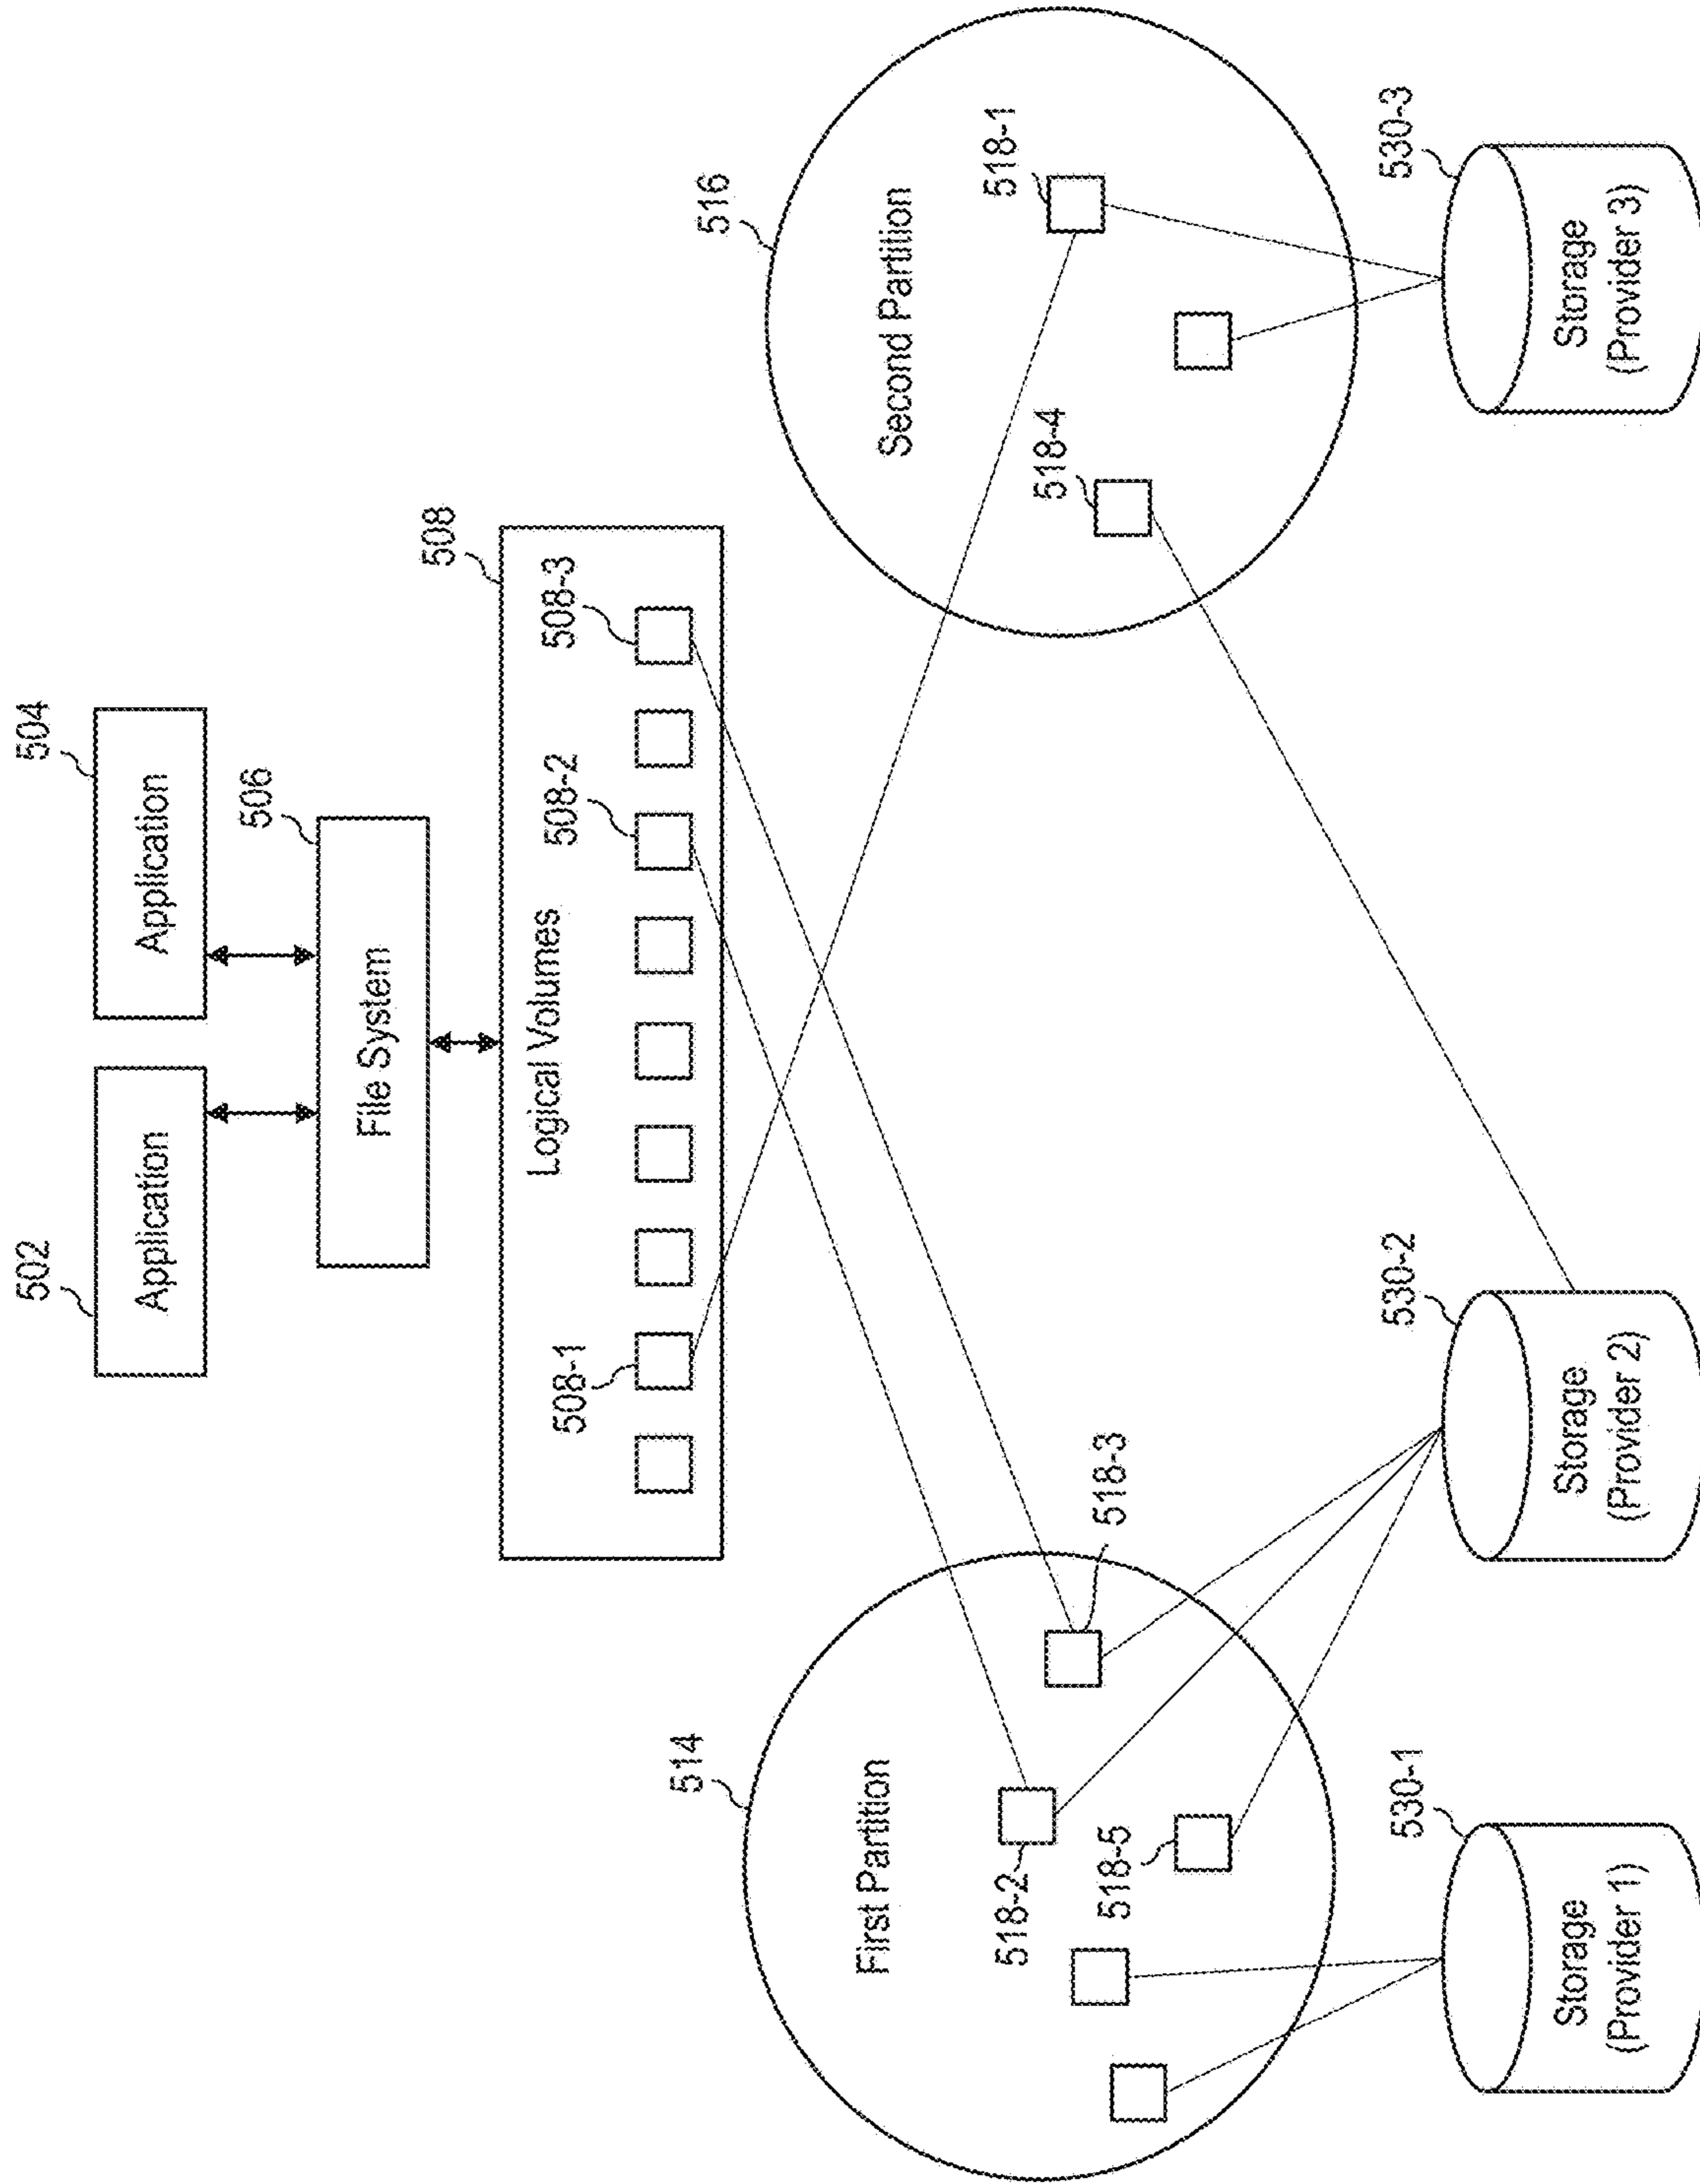 502
504
Application
Application
506
File System
508
Logical Volumes
508-1
508-2
508-3
514
516
First Partition
Second Partition
518-2
518-3
518-5
518-4
518-1
530-1
530-2
530-3
Storage
(Provider 1)
Storage
(Provider 2)
Storage
(Provider 3)